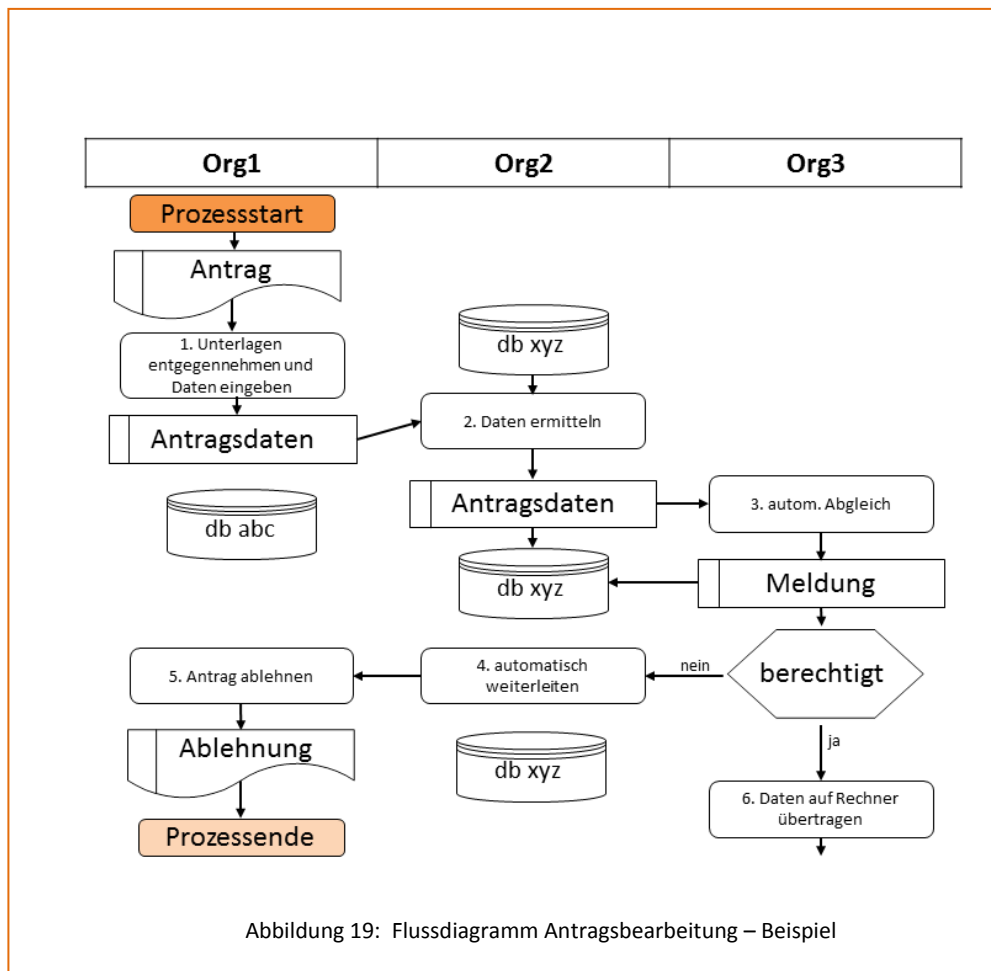 Org1
Org2
Org3
Prozessstart
Antrag
1. Unterlagen
entgegennehmen und
Daten eingeben
Antragsdaten
db abc
db xyz
2. Daten ermitteln
Antragsdaten
db xyz
3. autom. Abgleich
Meldung
berechtigt
nein
ja
4. automatisch
weiterleiten
db xyz
5. Antrag ablehnen
Ablehnung
Prozessende
6. Daten auf Rechner
übertragen
Abbildung 19: Flussdiagramm Antragsbearbeitung – Beispiel